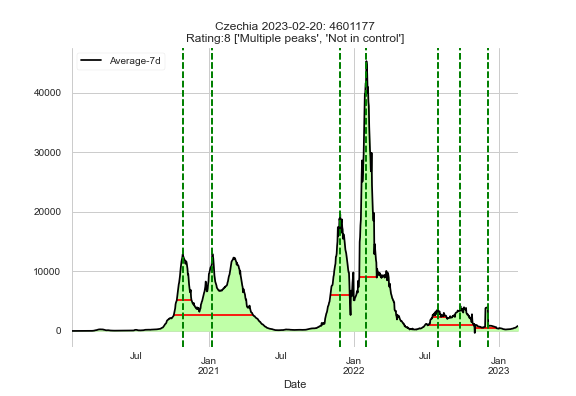 Czechia 2023-02-20: 4601177
Rating:8 ['Multiple peaks', 'Not in control']
Average-7d
40000
30000
20000
10000
0
Jul
Jan
2021
Jul
Jan
2022
Jul
Jan
2023
Date